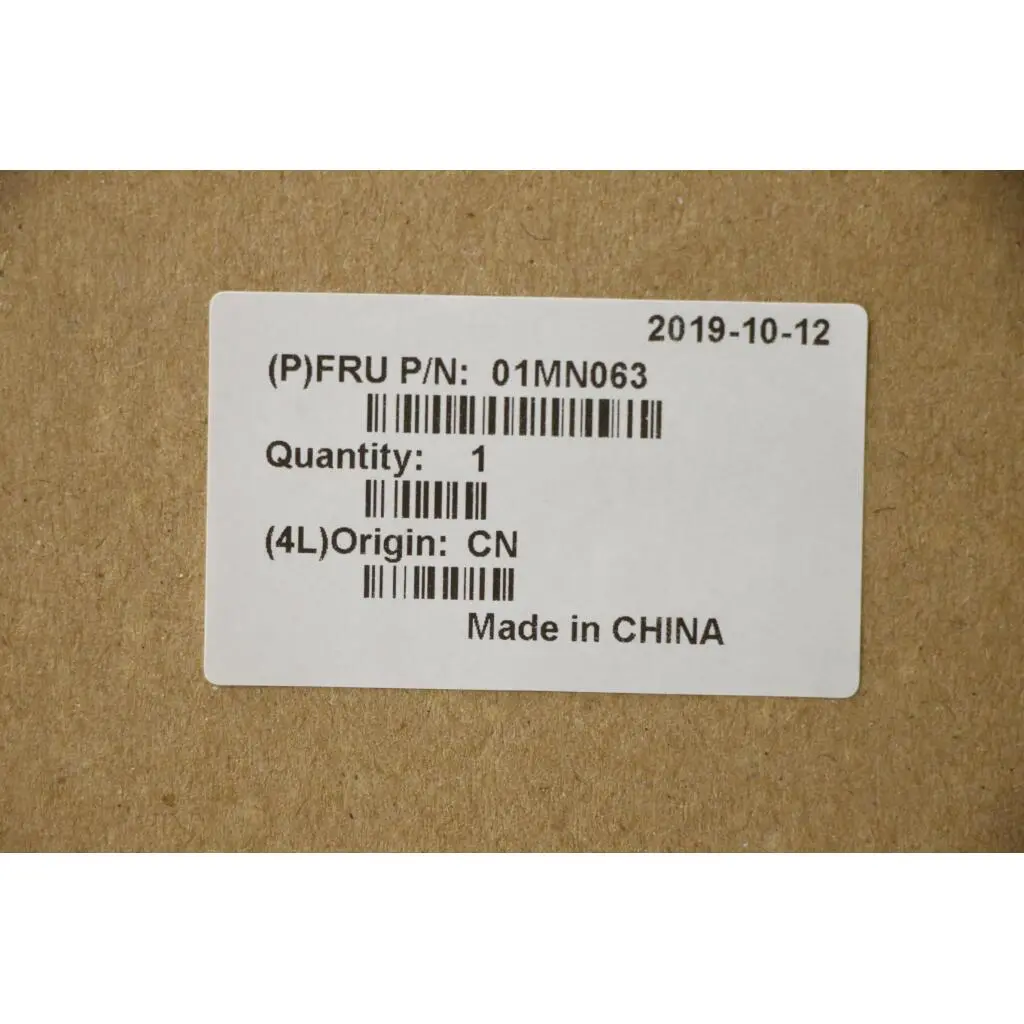 2019-10-12
(P)FRU P/N: 01MN063
Quantity: 1
(4L)Origin: CN
Made in CHINA